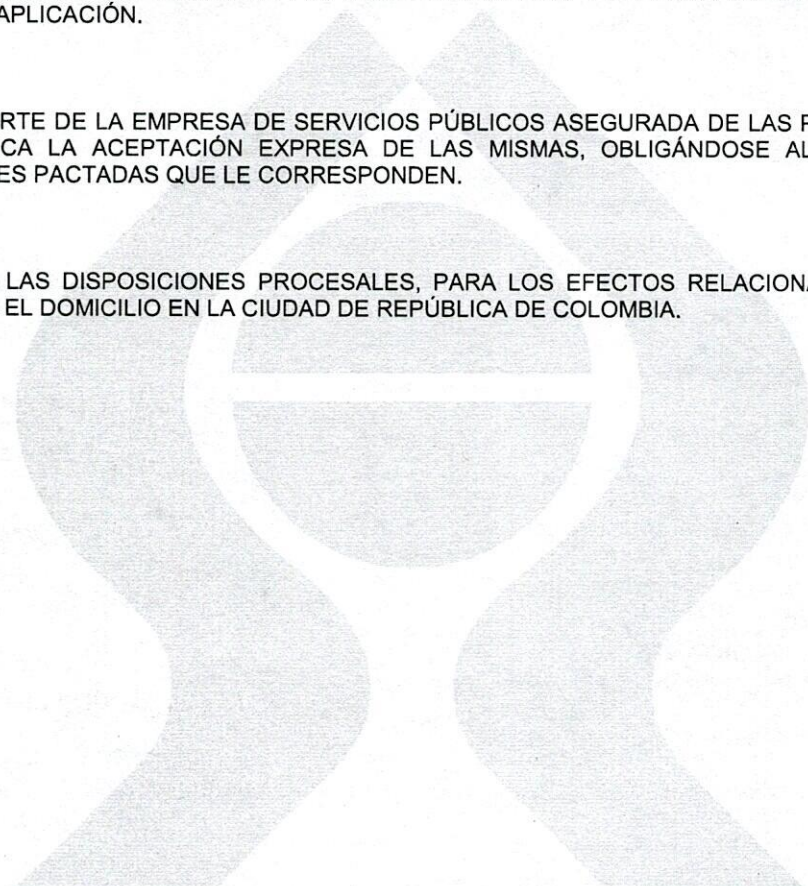 APLICACIÓN.
RTE DE LA EMPRESA DE SERVICIOS PÚBLICOS ASEGURADA DE LAS P
CA LA ACEPTACIÓN EXPRESA DE LAS MISMAS, OBLIGÁNDOSE AL
ES PACTADAS QUE LE CORRESPONDEN.
LAS DISPOSICIONES PROCESALES, PARA LOS EFECTOS RELACIONA
EL DOMICILIO EN LA CIUDAD DE REPÚBLICA DE COLOMBIA.